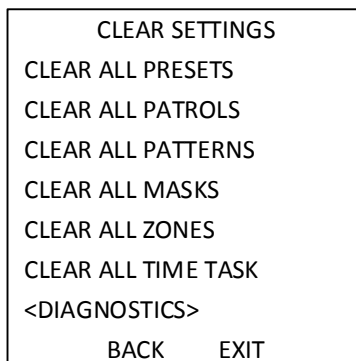 CLEAR SETTINGS
CLEAR ALL PRESETS
CLEAR ALL PATROLS
CLEAR ALL PATTERNS
CLEAR ALL MASKS
CLEAR ALL ZONES
CLEAR ALL TIME TASK
<DIAGNOSTICS>
BACK EXIT